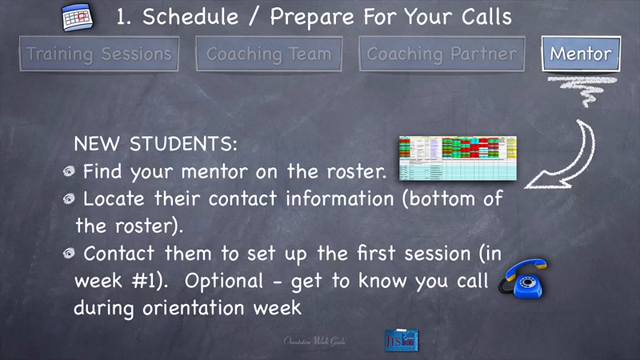 1. Schedule / Prepare For Your Calls
Training Sessions
Coaching Team
Coaching Partner
Mentor
NEW STUDENTS:
Find your mentor on the roster.
Locate their contact information (bottom of
the roster).
Contact them to set up the first session (in
week #1). Optional - get to know you call
during orientation week
Orientation Week Guide